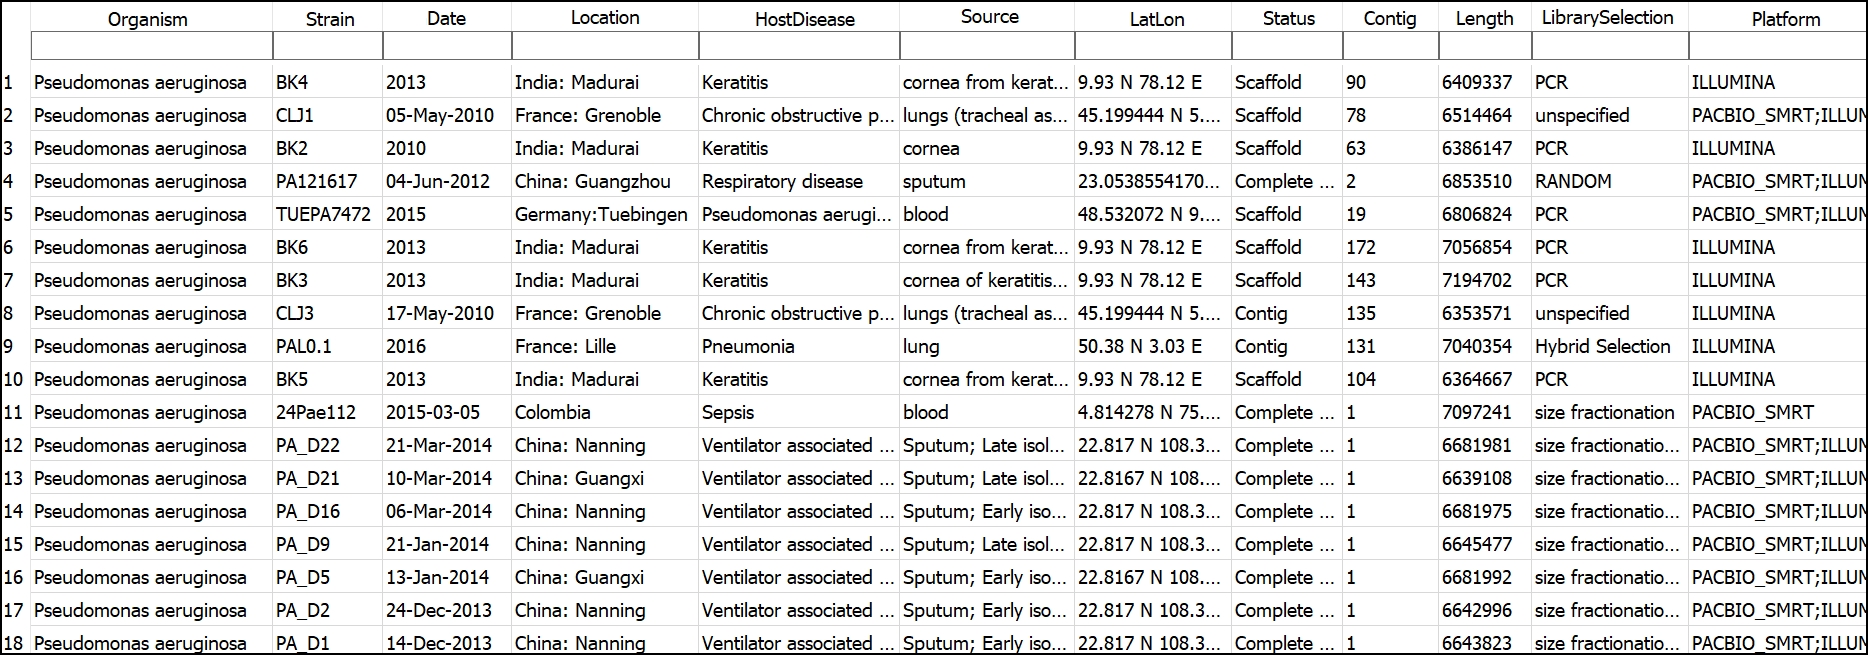 Organism Strain Date Location HostDisease Source LatLon Status Contig Length LibrarySelection Platform
1 Pseudomonas aeruginosa BK4 2013 India: Madurai Keratitis cornea from kerat... 9.93 N 78.12 E Scaffold 90 6409337 PCR ILLUMINA
2 Pseudomonas aeruginosa CLJ1 05-May-2010 France: Grenoble Chronic obstructive p... lungs (tracheal as... 45.199444 N 5.... Scaffold 78 6514464 unspecified PACBIO_SMRT;ILLUM
3 Pseudomonas aeruginosa BK2 2010 India: Madurai Keratitis cornea 9.93 N 78.12 E Scaffold 63 6386147 PCR ILLUMINA
4 Pseudomonas aeruginosa PA121617 04-Jun-2012 China: Guangzhou Respiratory disease sputum 23.0538554170... Complete ... 2 6853510 RANDOM PACBIO_SMRT;ILLUM
5 Pseudomonas aeruginosa TUEPA7472 2015 Germany:Tuebingen Pseudomonas aerugi... blood 48.532072 N 9.... Scaffold 19 6806824 PCR PACBIO_SMRT;ILLUM
6 Pseudomonas aeruginosa BK6 2013 India: Madurai Keratitis cornea from kerat... 9.93 N 78.12 E Scaffold 172 7056854 PCR ILLUMINA
7 Pseudomonas aeruginosa BK3 2013 India: Madurai Keratitis cornea of keratitis... 9.93 N 78.12 E Scaffold 143 7194702 PCR ILLUMINA
8 Pseudomonas aeruginosa CLJ3 17-May-2010 France: Grenoble Chronic obstructive p... lungs (tracheal as... 45.199444 N 5.... Contig 135 6353571 unspecified ILLUMINA
9 Pseudomonas aeruginosa PAL0.1 2016 France: Lille Pneumonia lung 50.38 N 3.03 E Contig 131 7040354 Hybrid Selection ILLUMINA
10 Pseudomonas aeruginosa BK5 2013 India: Madurai Keratitis cornea from kerat... 9.93 N 78.12 E Scaffold 104 6364667 PCR ILLUMINA
11 Pseudomonas aeruginosa 24Pae112 2015-03-05 Colombia Sepsis blood 4.814278 N 75.... Complete ... 1 7097241 size fractionation PACBIO_SMRT
12 Pseudomonas aeruginosa PA_D22 21-Mar-2014 China: Nanning Ventilator associated ... Sputum; Late isol... 22.817 N 108.3... Complete ... 1 6681981 size fractionatio... PACBIO_SMRT;ILLUM
13 Pseudomonas aeruginosa PA_D21 10-Mar-2014 China: Guangxi Ventilator associated ... Sputum; Late isol... 22.8167 N 108.... Complete ... 1 6639108 size fractionatio... PACBIO_SMRT;ILLUM
14 Pseudomonas aeruginosa PA_D16 06-Mar-2014 China: Nanning Ventilator associated ... Sputum; Early iso... 22.817 N 108.3... Complete ... 1 6681975 size fractionatio... PACBIO_SMRT;ILLUM
15 Pseudomonas aeruginosa PA_D9 21-Jan-2014 China: Nanning Ventilator associated ... Sputum; Late isol... 22.817 N 108.3... Complete ... 1 6645477 size fractionatio... PACBIO_SMRT;ILLUM
16 Pseudomonas aeruginosa PA_D5 13-Jan-2014 China: Guangxi Ventilator associated ... Sputum; Early iso... 22.8167 N 108.... Complete ... 1 6681992 size fractionatio... PACBIO_SMRT;ILLUM
17 Pseudomonas aeruginosa PA_D2 24-Dec-2013 China: Nanning Ventilator associated ... Sputum; Early iso... 22.817 N 108.3... Complete ... 1 6642996 size fractionatio... PACBIO_SMRT;ILLUM
18 Pseudomonas aeruginosa PA_D1 14-Dec-2013 China: Nanning Ventilator associated ... Sputum; Early iso... 22.817 N 108.3... Complete ... 1 6643823 size fractionatio... PACBIO_SMRT;ILLUM